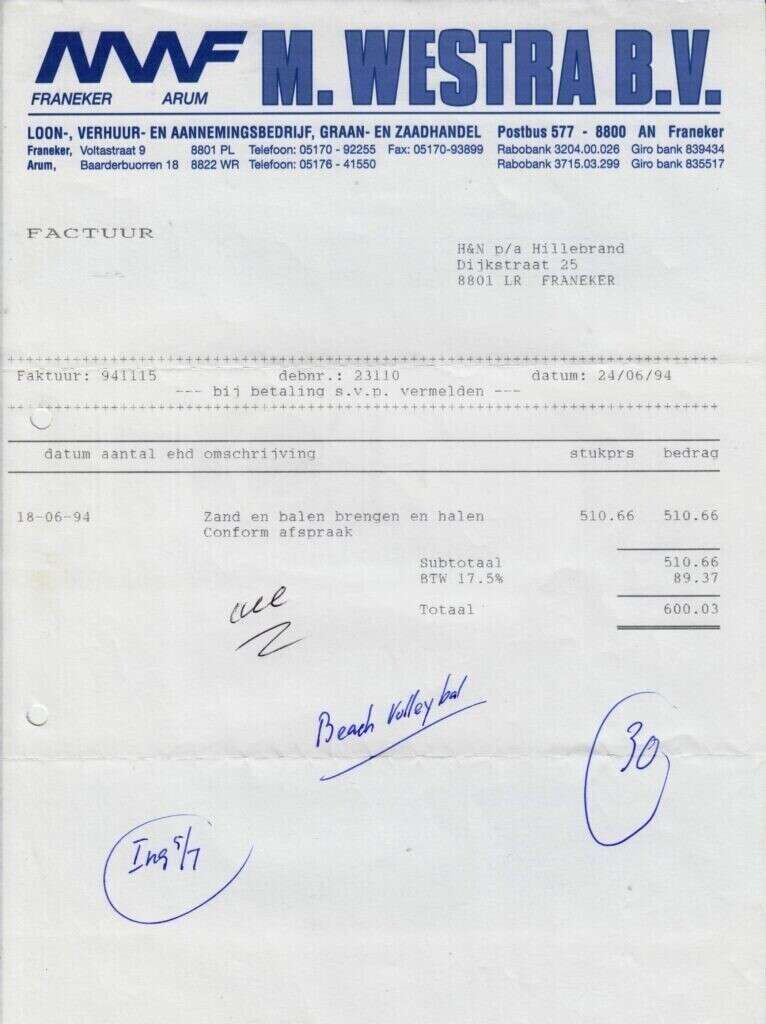 MWF M. WESTRA B.V.
FRANEKER ARUM
LOON-, VERHUUR- EN AANNEMINGSBEDRIJF, GRAAN- EN ZAADHANDEL Postbus 577 - 8800 AN Franeker
Franeker, Voltastraat 9 8801 PL Telefoon: 05170 - 92255 Fax: 05170-93899 Rabobank 3204.00.026 Giro bank 839434
Arum, Baarderbuorren 18 8822 WR Telefoon: 05176 - 41550 Rabobank 3715.03.299 Giro bank 835517
FACTUUR
H&N p/a Hillebrand
Dijkstraat 25
8801 LR FRANEKER
Faktuur: 941115 debnr.: 23110 datum: 24/06/94
--- bij betaling s.v.p. vermelden ---
datum aantal ehd omschrijving stukprs bedrag
18-06-94 Zand en balen brengen en halen 510.66 510.66
Conform afspraak
Subtotaal 510.66
BTW 17.5% 89.37
Totaal 600.03
Beach Volleybal
30
Ing 5/7